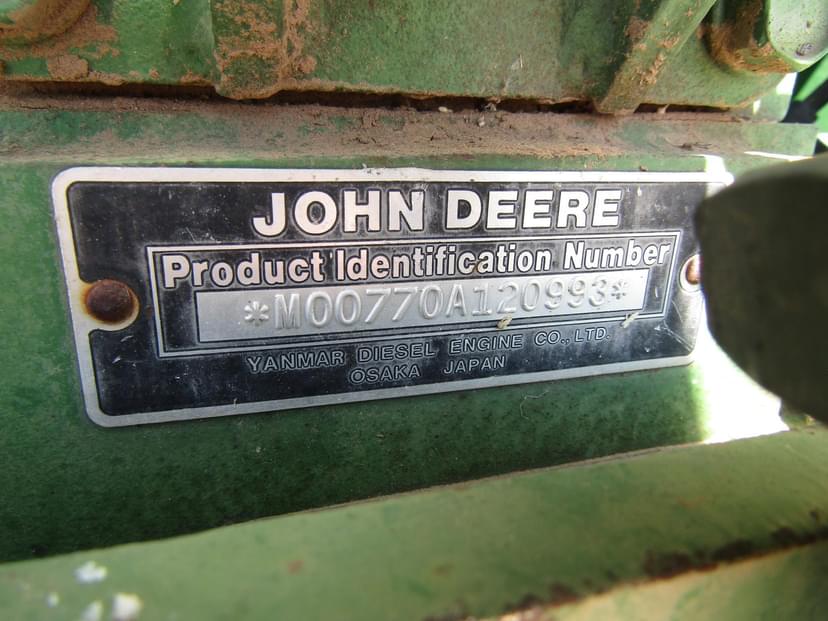 JOHN DEERE
Product Identification Number
*M00770A120993*
YANMAR DIESEL ENGINE CO., LTD.
OSAKA JAPAN